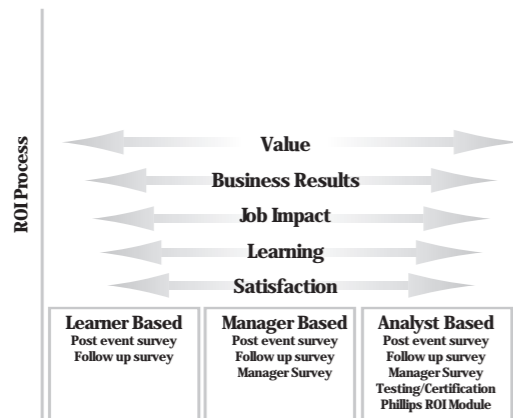 ROI Process
Value
Business Results
Job Impact
Learning
Satisfaction
Learner Based
Post event survey
Follow up survey
Manager Based
Post event survey
Follow up survey
Manager Survey
Analyst Based
Post event survey
Follow up survey
Manager Survey
Testing/Certification
Phillips ROI Module